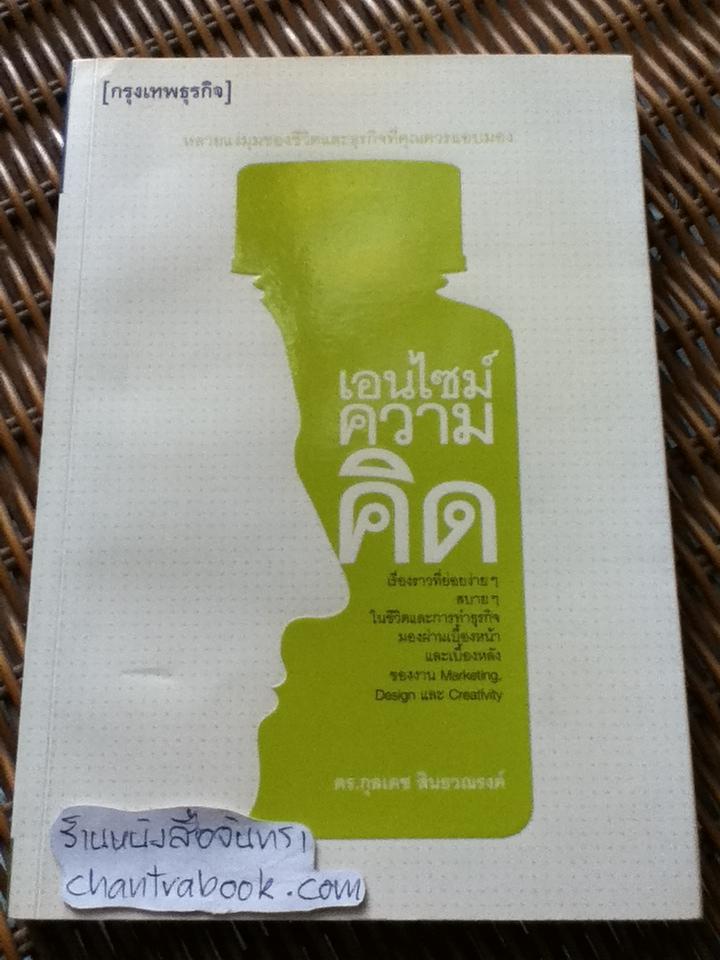 [กรุงเทพธุรกิจ]
หลายแง่มุมของชีวิตและธุรกิจที่คุณควรแอบมอง
เอนไซม์
ความ
คิด
เรื่องราวที่ย่อยง่าย ๆ
สบาย ๆ
ในชีวิตและการทำธุรกิจ
มองผ่านเบื้องหน้า
และเบื้องหลัง
ของงาน Marketing,
Design และ Creativity
ดร.กุลเดช สินธวณรงค์
ร้านหนังสือจันทรา
chantrabook.com